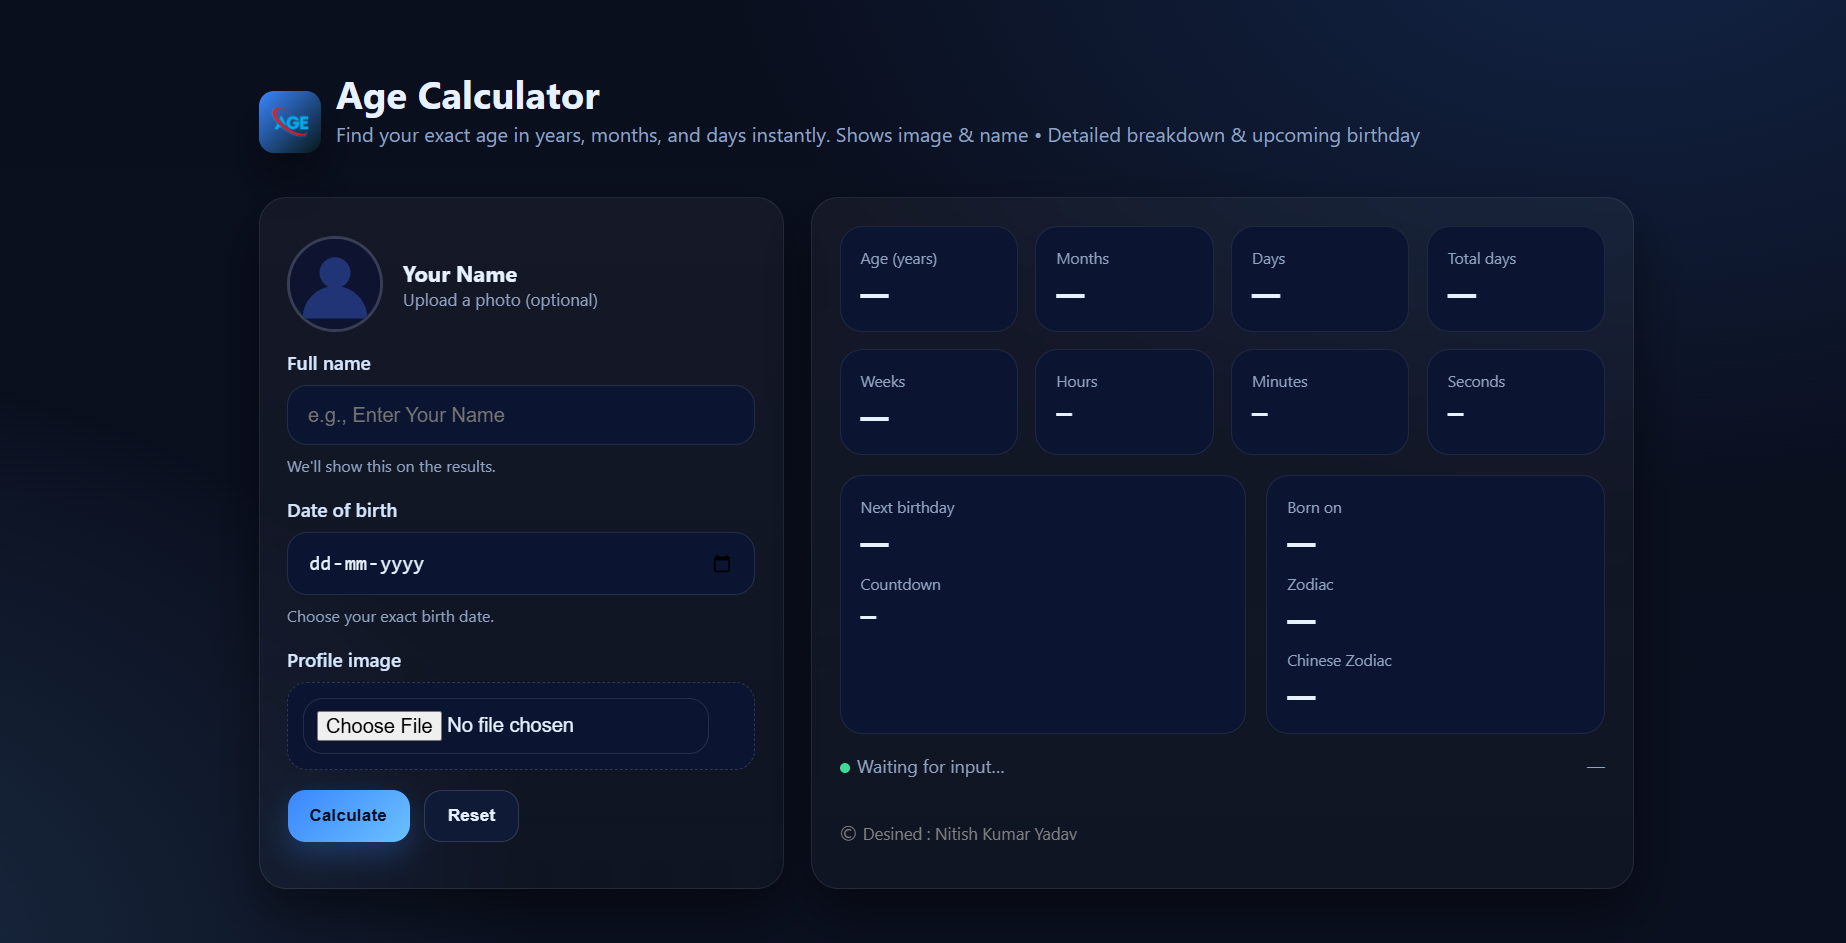 AGE
Age Calculator
Find your exact age in years, months, and days instantly. Shows image & name • Detailed breakdown & upcoming birthday
Your Name
Upload a photo (optional)
Full name
e.g., Enter Your Name
We'll show this on the results.
Date of birth
dd-mm-yyyy
Choose your exact birth date.
Profile image
Choose File No file chosen
Calculate
Reset
Age (years)
—
Months
—
Days
—
Total days
—
Weeks
—
Hours
–
Minutes
–
Seconds
–
Next birthday
—
Countdown
–
Born on
—
Zodiac
—
Chinese Zodiac
—
Waiting for input...
—
© Desined : Nitish Kumar Yadav